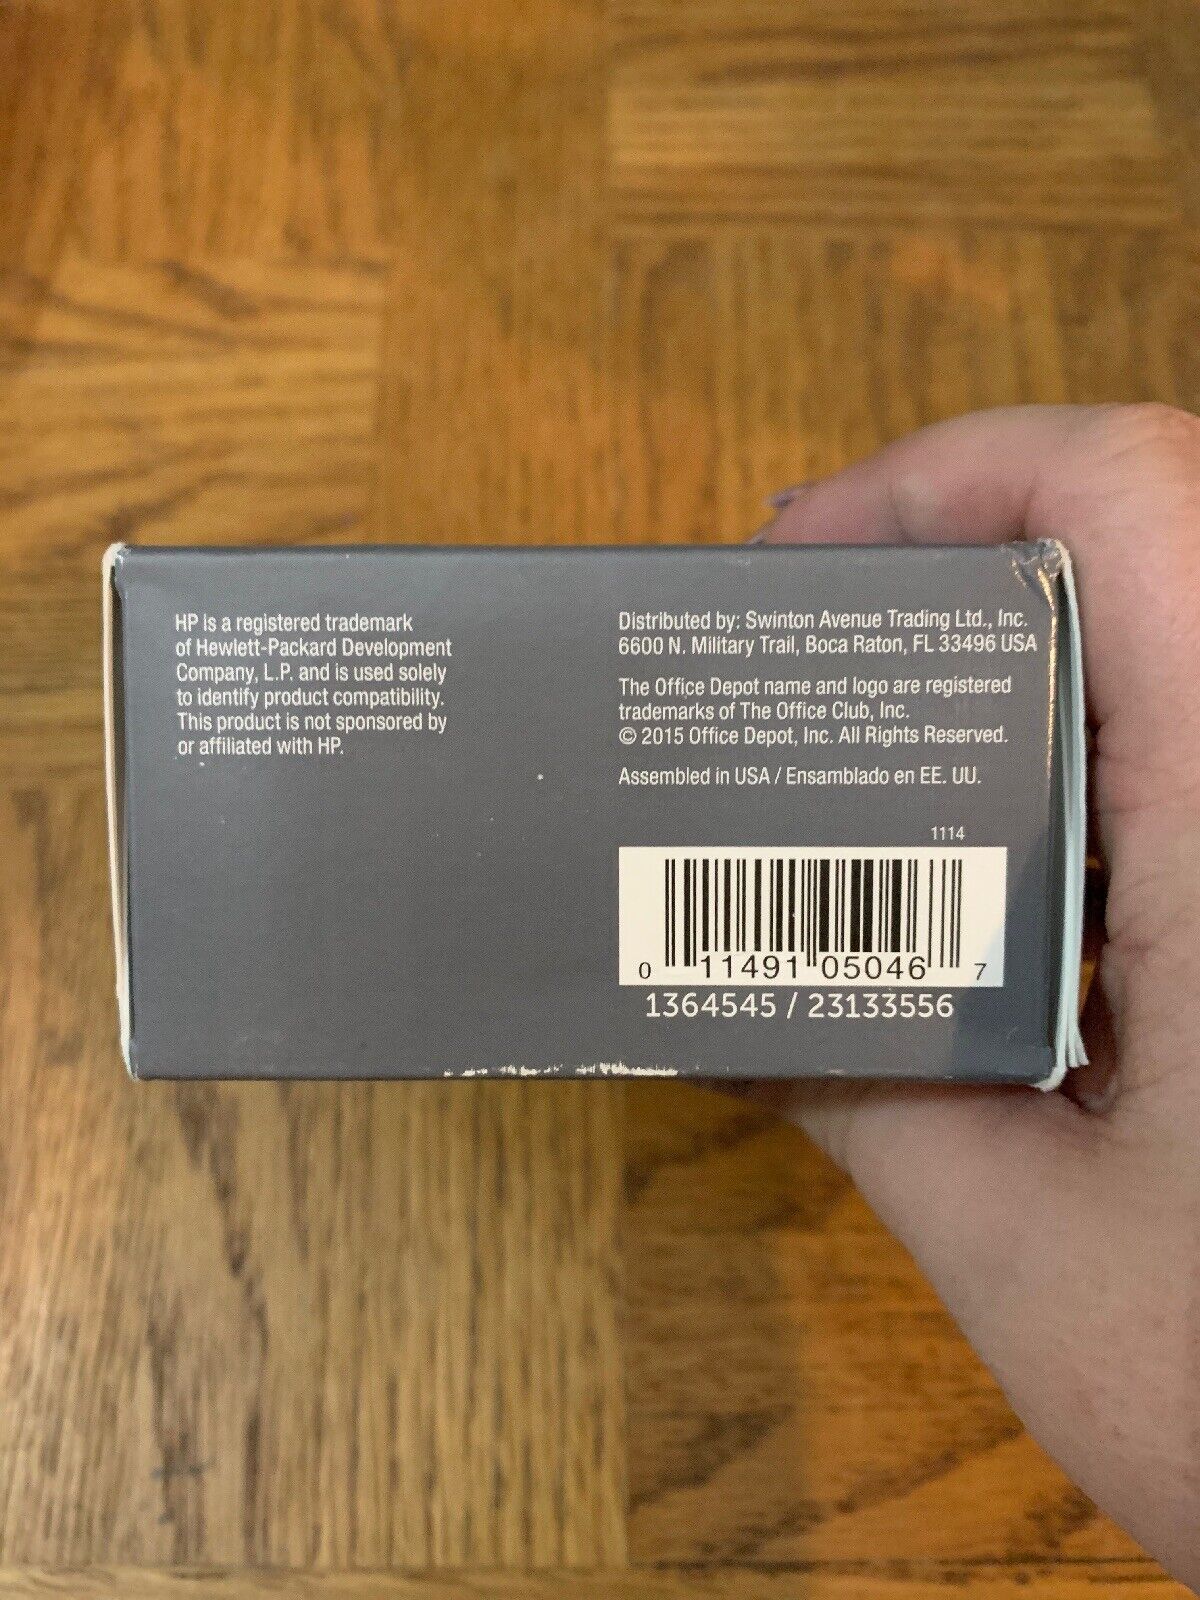 HP is a registered trademark
of Hewlett-Packard Development
Company, L.P. and is used solely
to identify product compatibility.
This product is not sponsored by
or affiliated with HP.
Distributed by: Swinton Avenue Trading Ltd., Inc.
6600 N. Military Trail, Boca Raton, FL 33496 USA
The Office Depot name and logo are registered
trademarks of The Office Club, Inc.
© 2015 Office Depot, Inc. All Rights Reserved.
Assembled in USA / Ensamblado en EE. UU.
1114
0 11491 05046 7
1364545 / 23133556